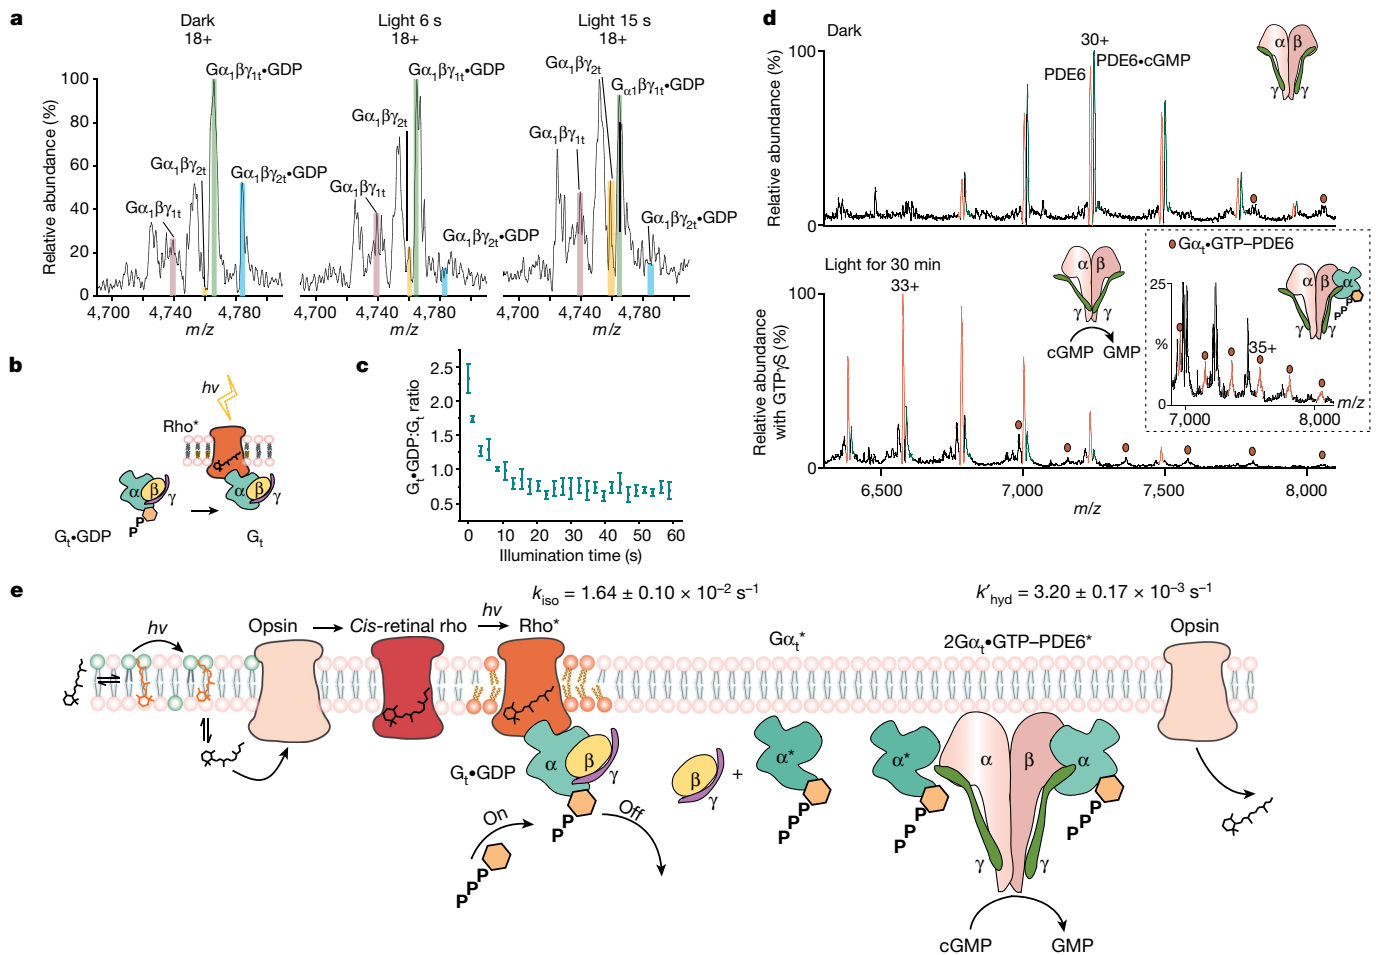 a
Dark
18+
Light 6 s
18+
Light 15 s
18+
Relative abundance (%)
100
80
60
40
20
0
Gα1βγ1t•GDP
Gα1βγ2t
Gα1βγ2t•GDP
Gα1βγ1t
4,700 4,740 4,780
m/z
Gα1βγ1t•GDP
Gα1βγ2t
Gα1βγ1t
Gα1βγ2t•GDP
4,700 4,740 4,780
m/z
Gα1βγ2t
Gα1βγ1t•GDP
Gα1βγ1t
Gα1βγ2t•GDP
4,700 4,740 4,780
m/z
b
hν
Rho*
α β γ
α β γ
P
P
Gt•GDP
Gt
c
Gt•GDP:Gt ratio
2.5
2.0
1.5
1.0
0.5
0 10 20 30 40 50 60
Illumination time (s)
d
Dark
Relative abundance (%)
100
0
30+
PDE6
PDE6•cGMP
α β
γ
Light for 30 min
33+
Relative abundance
with GTPγS (%)
100
0
α β
γ γ
cGMP GMP
Gαt•GTP–PDE6
25
%
0
35+
α β α
γ γ
P
P
P
7,000 8,000
m/z
6,500 7,000 7,500 8,000
m/z
e
kiso = 1.64 ± 0.10 × 10–2 s–1
k′hyd = 3.20 ± 0.17 × 10–3 s–1
hν
Opsin
Cis-retinal rho
hν
Rho*
Gαt*
2Gαt•GTP–PDE6*
Opsin
Gt•GDP
α β γ
P
P
On
Off
P
P
P
β γ
+
α*
P
P
P
α*
P
P
P
α β α
P
P
P
γ γ
cGMP GMP